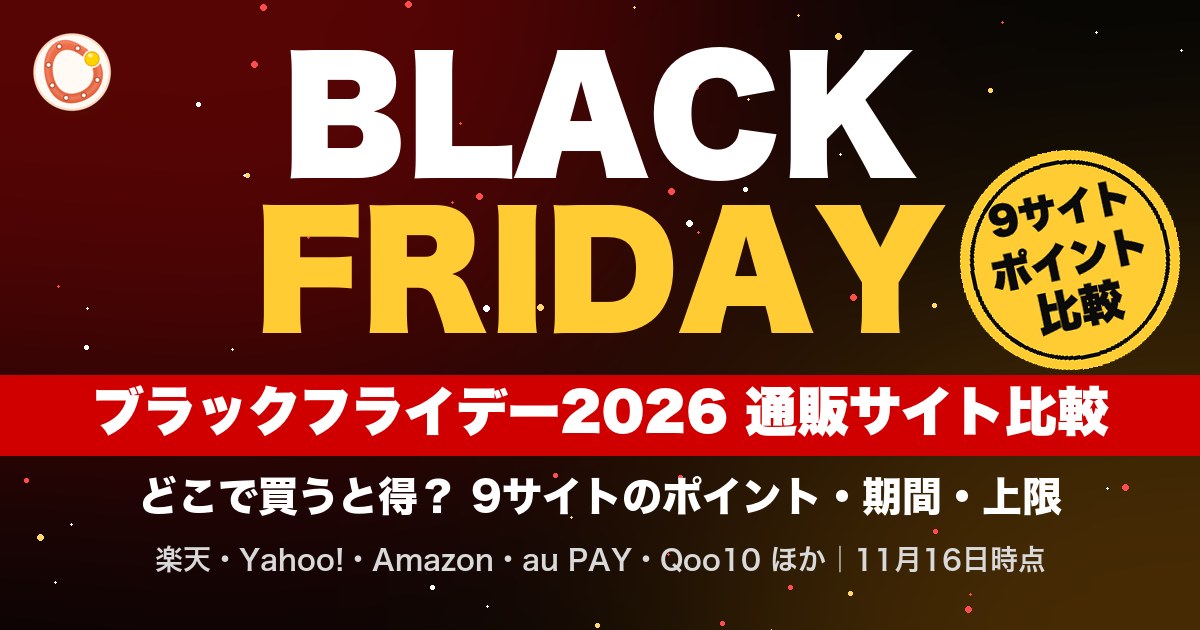 BLACK
FRIDAY
9サイト
ポイント
比較
ブラックフライデー2026 通販サイト比較
どこで買うと得？ 9サイトのポイント・期間・上限
楽天・Yahoo!・Amazon・au PAY・Qoo10 ほか｜11月16日時点